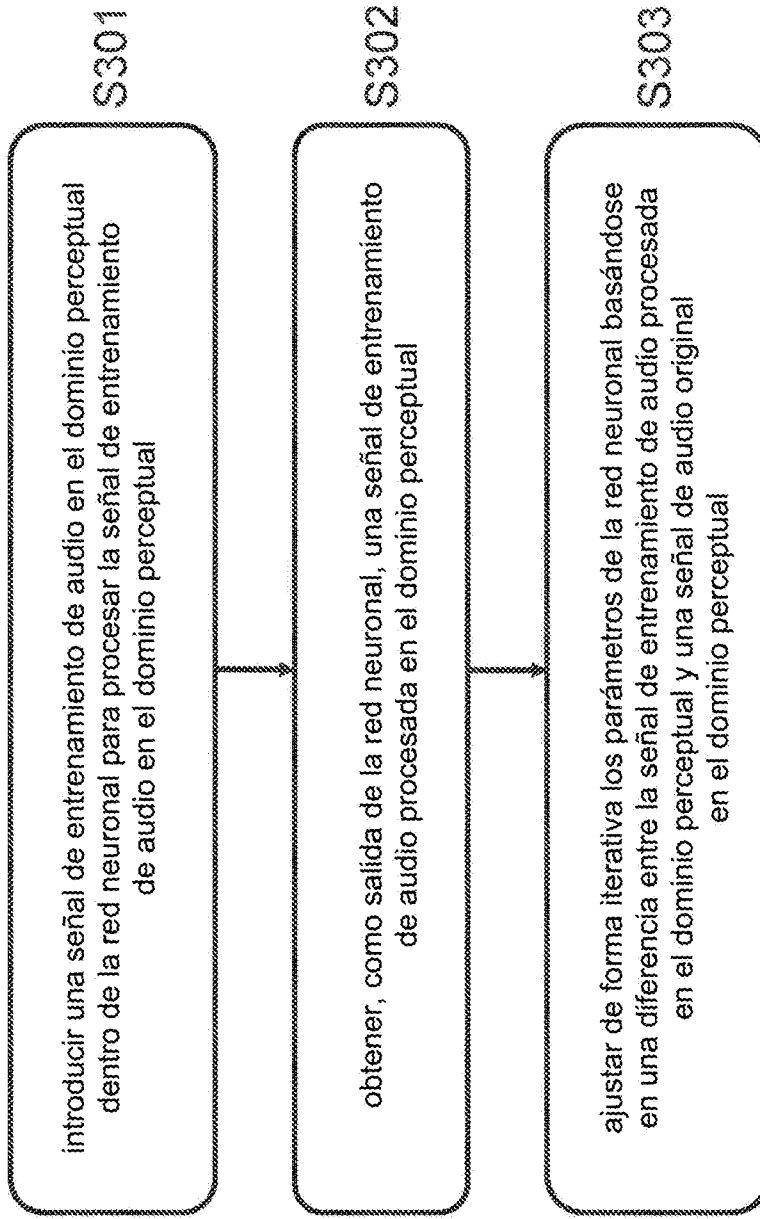 introducir una señal de entrenamiento de audio en el dominio perceptual
dentro de la red neuronal para procesar la señal de entrenamiento
de audio en el dominio perceptual
S301
obtener, como salida de la red neuronal, una señal de entrenamiento
de audio procesada en el dominio perceptual
S302
ajustar de forma iterativa los parámetros de la red neuronal basándose
en una diferencia entre la señal de entrenamiento de audio procesada
en el dominio perceptual y una señal de audio original
en el dominio perceptual
S303